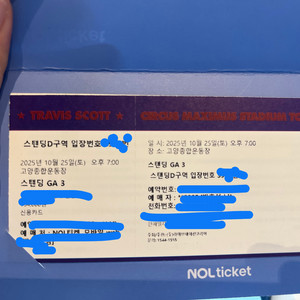 ★ TRAVIS SCOTT ★
CIRCUS MAXIMUS STADIUM TO
스탠딩D구역 입장번호
2025년 10월 25일(토) 오후 7:00
고양종합운동장
스탠딩 GA 3
신용카드
일 시: 2025년 10월 25일(토) 오후 7:00
장 소: 고양종합운동장
스탠딩 GA 3
스탠딩D구역 입장번호
예약번호:
예 매 자:
전화번호:
NOL ticket